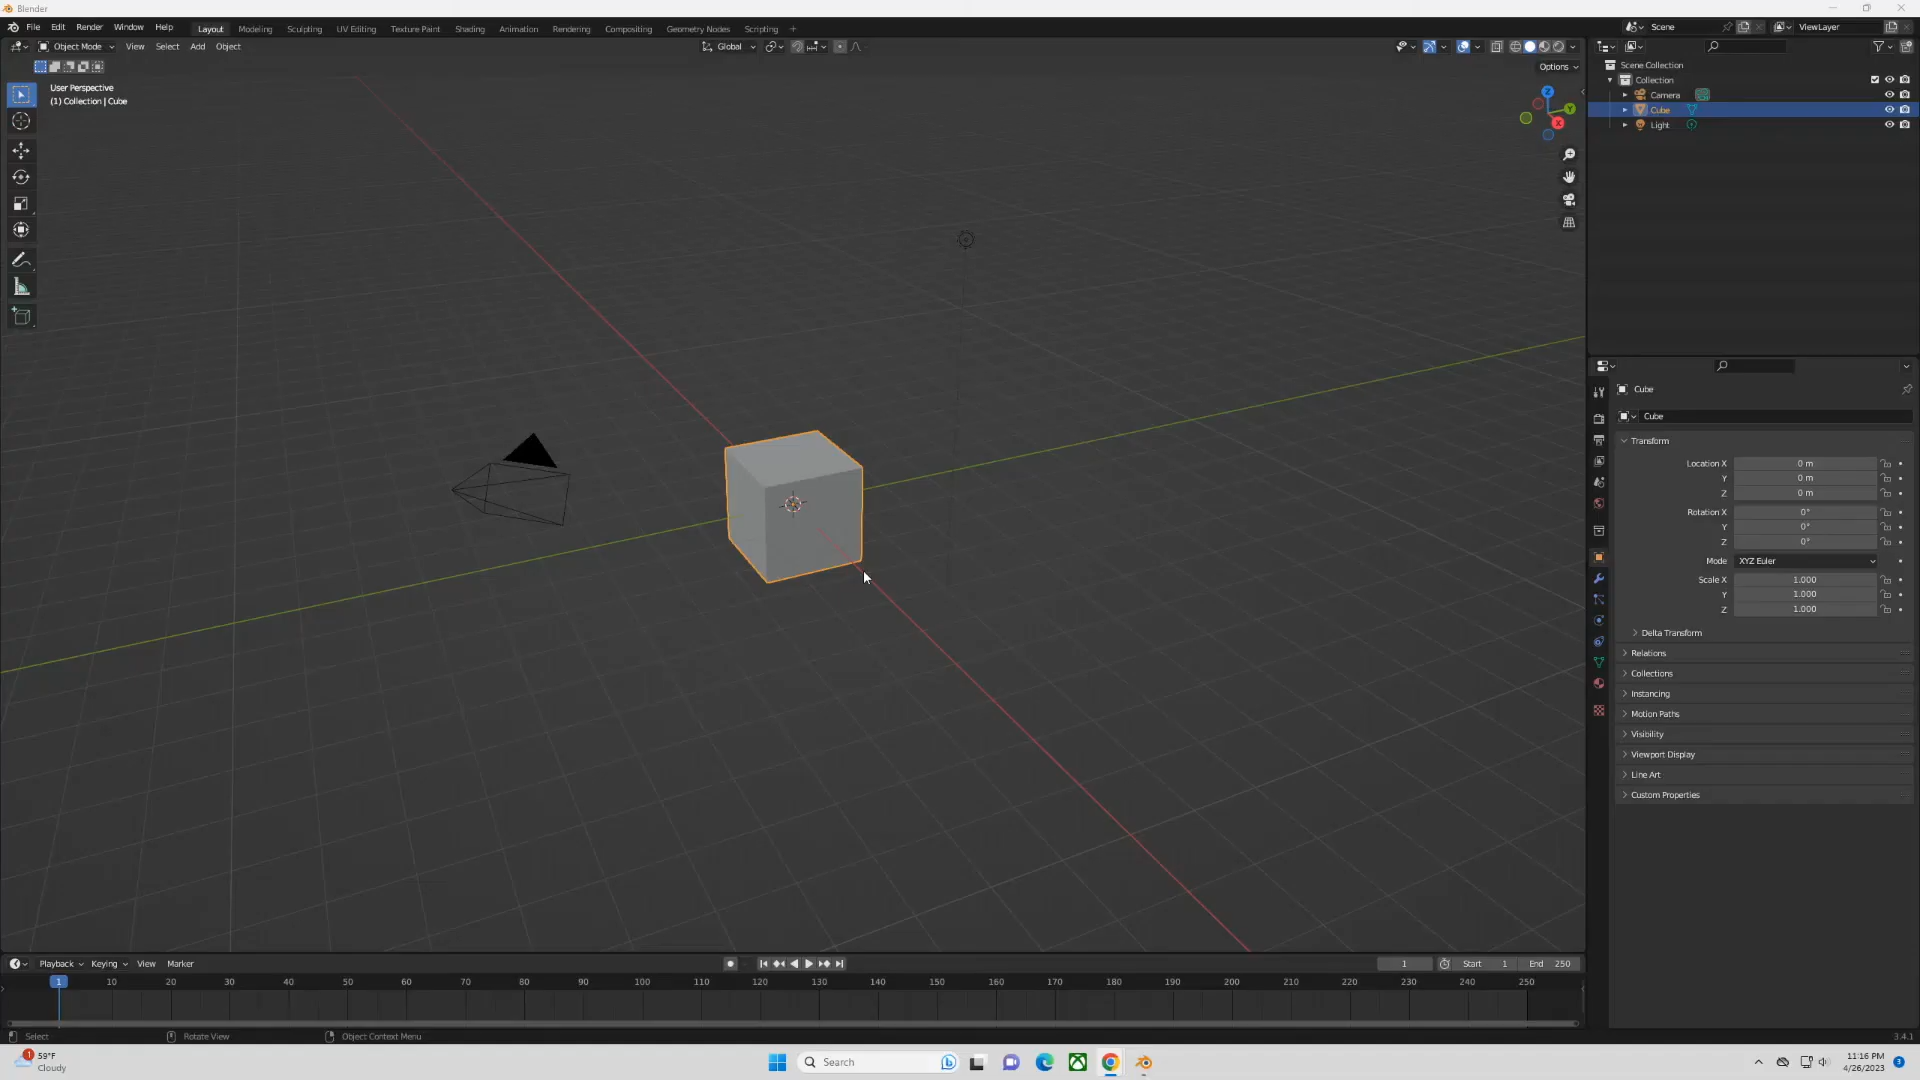 Blender
File Edit Render Window Help Layout Modeling Sculpting UV Editing Texture Paint Shading Animation Rendering Compositing Geometry Nodes Scripting + Scene ViewLayer
Object Mode View Select Add Object Global
Options
User Perspective
(1) Collection | Cube
Z
Y
X
Scene Collection
Collection
Camera
Cube
Light
Cube
Cube
Transform
Location X 0 m
Y 0 m
Z 0 m
Rotation X 0°
Y 0°
Z 0°
Mode XYZ Euler
Scale X 1.000
Y 1.000
Z 1.000
Delta Transform
Relations
Collections
Instancing
Motion Paths
Visibility
Viewport Display
Line Art
Custom Properties
Playback Keying View Marker 1 Start 1 End 250
1 10 20 30 40 50 60 70 80 90 100 110 120 130 140 150 160 170 180 190 200 210 220 230 240 250
Select Rotate View Object Context Menu 3.4.1
1 59°F
Cloudy
Search
11:16 PM
4/26/2023
3